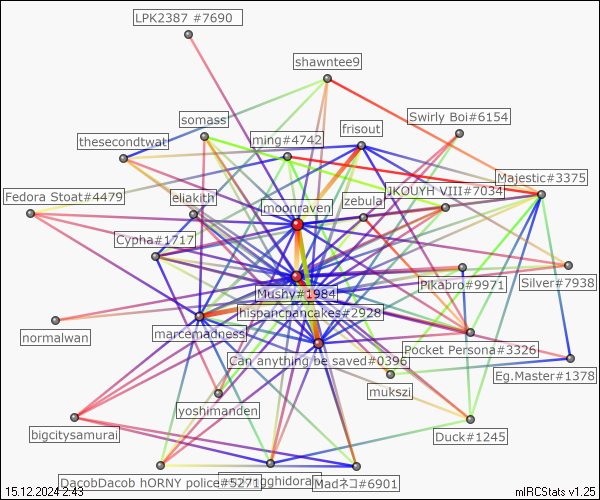 LPK2387 #7690
shawntee9
Swirly Boi#6154
somass
frisout
ming#4742
thesecondtwat
Majestic#3375
JKOUYH VIII#7034
Fedora Stoat#4479
eliakith
zebula
moonraven
Cypha#1717
Silver#7938
Pikabro#9971
Mushy#1984
hispancpancakes#2928
normalwan
marcemadness
Pocket Persona#3326
Can anything be saved#0396
Eg.Master#1378
mukszi
yoshimanden
bigcitysamurai
Duck#1245
DacobDacob hORNY police#5271
gghidorah
Madネコ#6901
15.12.2024 2.43
mIRCStats v1.25